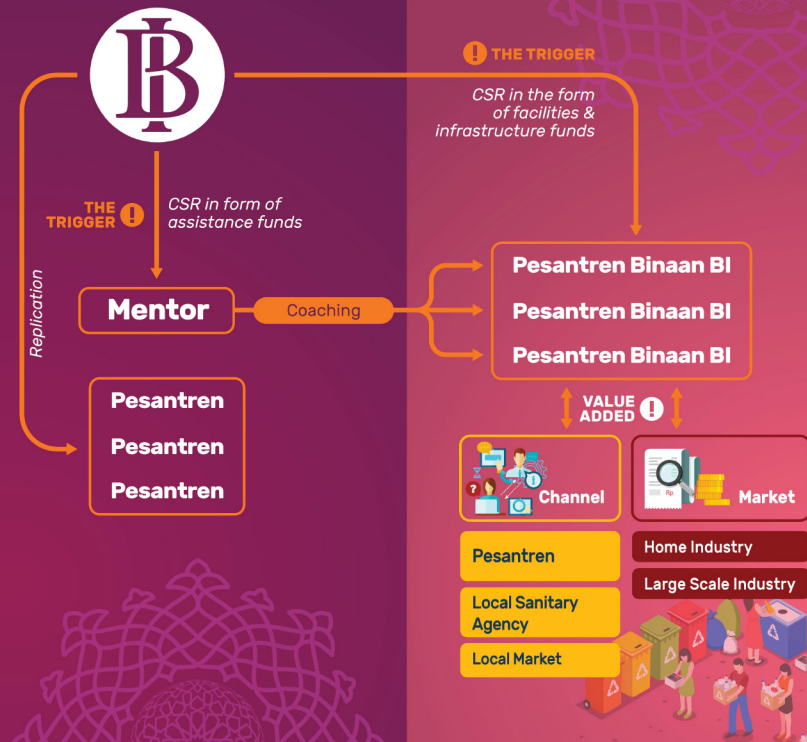 BI
THE TRIGGER
CSR in the form
of facilities &
infrastructure funds
THE
TRIGGER
CSR in form of
assistance funds
Replication
Mentor
Coaching
Pesantren Binaan BI
Pesantren Binaan BI
Pesantren Binaan BI
Pesantren
Pesantren
Pesantren
VALUE
ADDED
Channel
Rp
Market
Pesantren
Local Sanitary
Agency
Local Market
Home Industry
Large Scale Industry